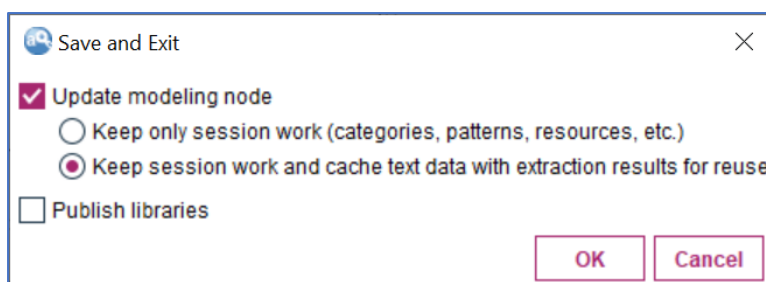 Save and Exit
Update modeling node
Keep only session work (categories, patterns, resources, etc.)
Keep session work and cache text data with extraction results for reuse
Publish libraries
OK Cancel